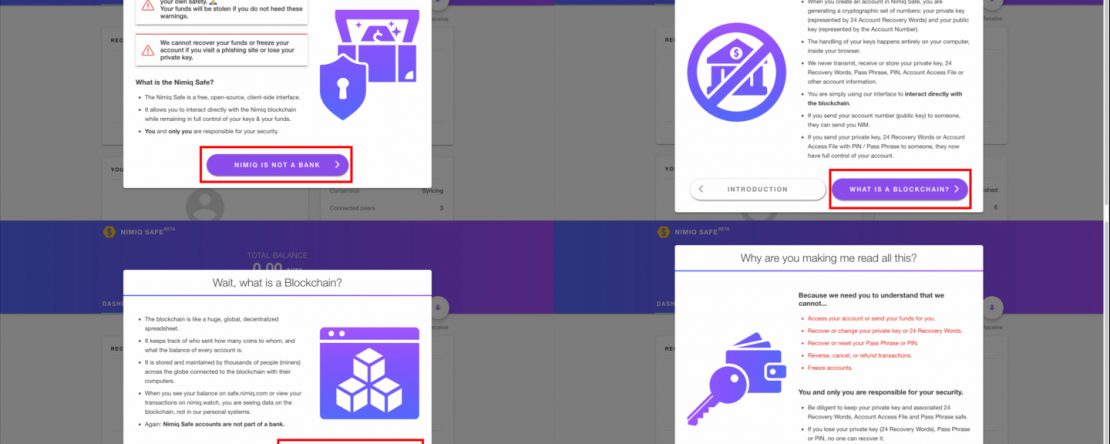 your own safety. 🙏
Your funds will be stolen if you do not heed these
warnings.
We cannot recover your funds or freeze your
account if you visit a phishing site or lose your
private key.
What is the Nimiq Safe?
• The Nimiq Safe is a free, open-source, client-side interface.
• It allows you to interact directly with the Nimiq blockchain
while remaining in full control of your keys & your funds.
• You and only you are responsible for your security.
NIMIQ IS NOT A BANK
REC
YOU
Consensus
Syncing
Connected peers
3
• When you create an account in Nimiq Safe, you are
generating a cryptographic set of numbers: your private key
(represented by 24 Account Recovery Words) and your public
key (represented by the Account Number).
• The handling of your keys happens entirely on your computer,
inside your browser.
• We never transmit, receive or store your private key, 24
Recovery Words, Pass Phrase, PIN, Account Access File or
other account information.
• You are simply using our interface to interact directly with
the blockchain.
• If you send your account number (public key) to someone,
they can send you NIM.
• If you send your private key, 24 Recovery Words or Account
Access File with PIN / Pass Phrase to someone, they now
have full control of your account.
INTRODUCTION
WHAT IS A BLOCKCHAIN?
REC
YOU
6
NIMIQ SAFE BETA
TOTAL BALANCE
Wait, what is a Blockchain?
• The blockchain is like a huge, global, decentralized
spreadsheet.
• It keeps track of who sent how many coins to whom, and
what the balance of every account is.
• It is stored and maintained by thousands of people (miners)
across the globe connected to the blockchain with their
computers.
• When you see your balance on safe.nimiq.com or view your
transactions on nimiq.watch, you are seeing data on the
blockchain, not in our personal systems.
• Again: Nimiq Safe accounts are not part of a bank.
DASH
REC
NIMIQ SAFE BETA
Why are you making me read all this?
Because we need you to understand that we
cannot...
• Access your account or send your funds for you.
• Recover or change your private key or 24 Recovery Words.
• Recover or reset your Pass Phrase or PIN.
• Reverse, cancel, or refund transactions.
• Freeze accounts.
You and only you are responsible for your security.
• Be diligent to keep your private key and associated 24
Recovery Words, Account Access File and Pass Phrase safe.
• If you lose your private key (24 Recovery Words), Pass Phrase
or PIN, no one can recover it.
DASH
REC
Receive